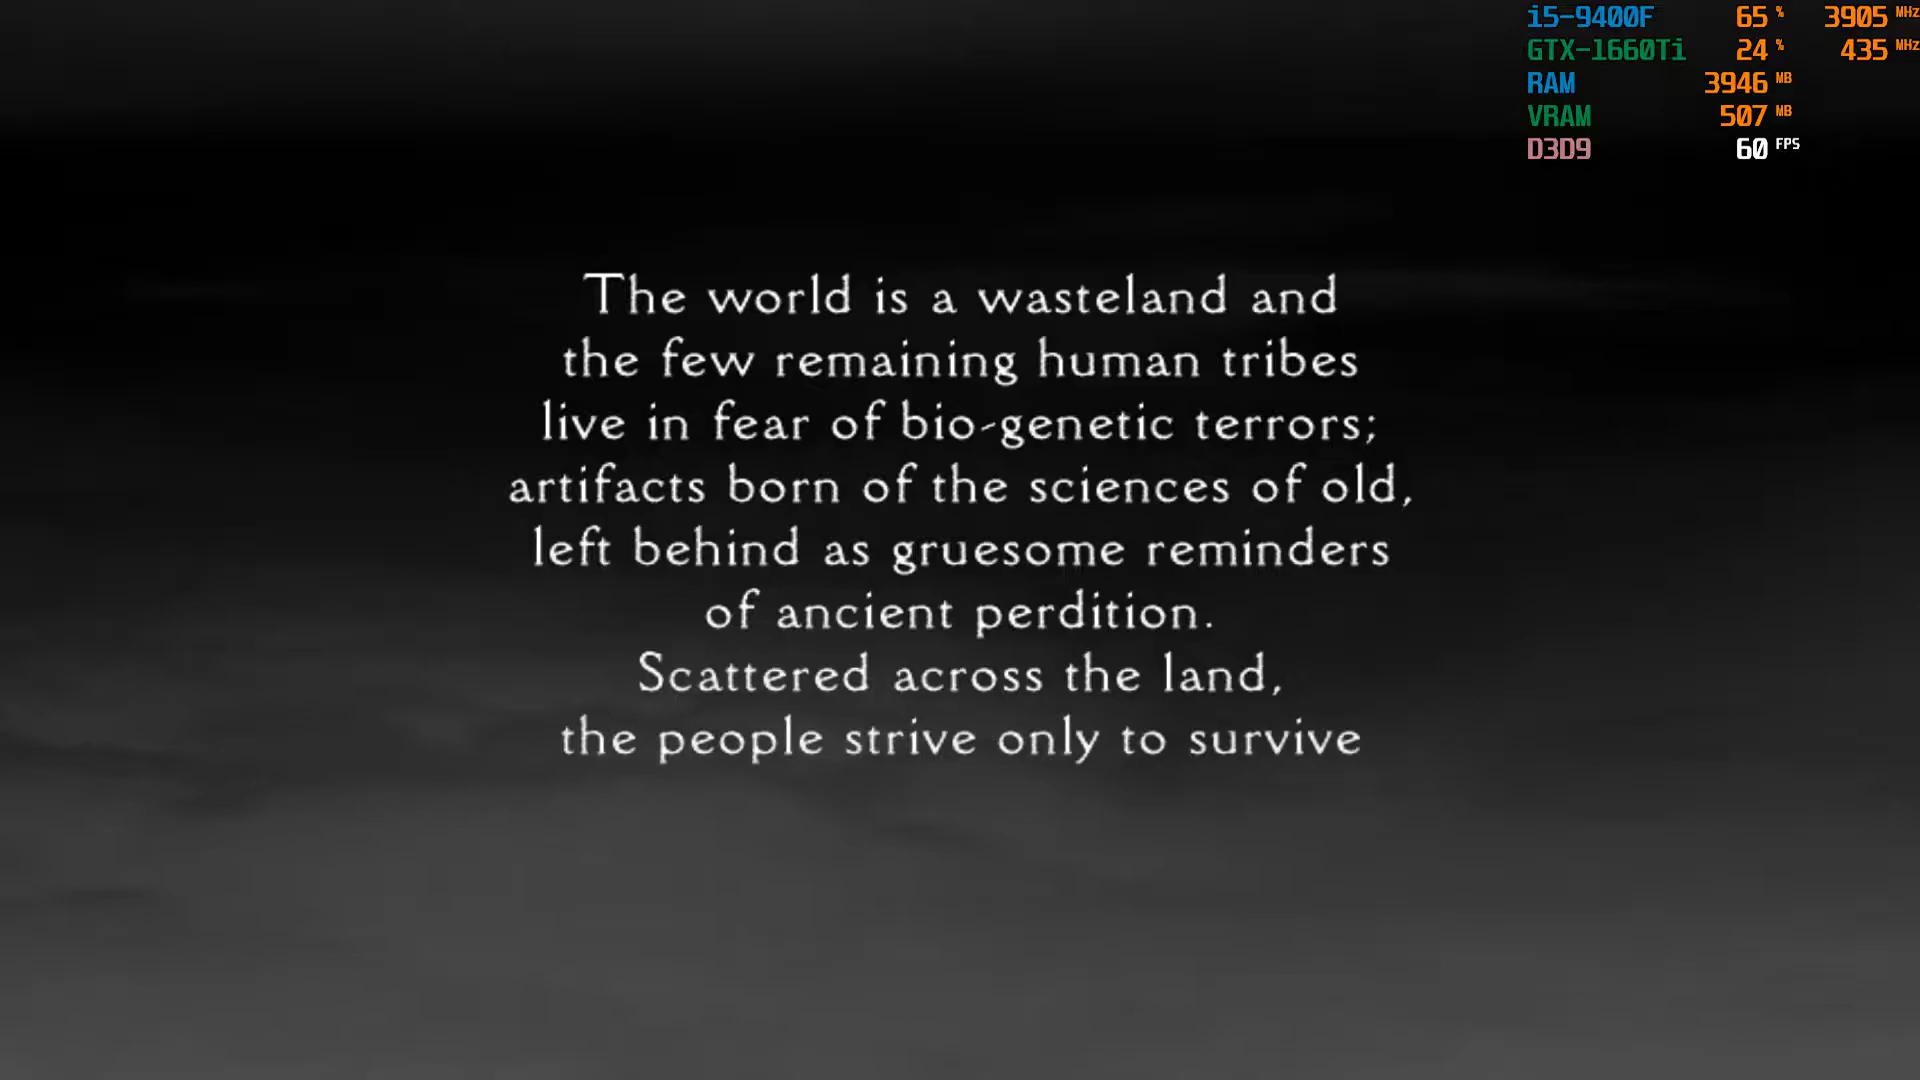 i5-9400F 65 % 3905 MHz
GTX-1660Ti 24 % 435 MHz
RAM 3946 MB
VRAM 507 MB
D3D9 60 FPS
The world is a wasteland and
the few remaining human tribes
live in fear of bio-genetic terrors;
artifacts born of the sciences of old,
left behind as gruesome reminders
of ancient perdition.
Scattered across the land,
the people strive only to survive